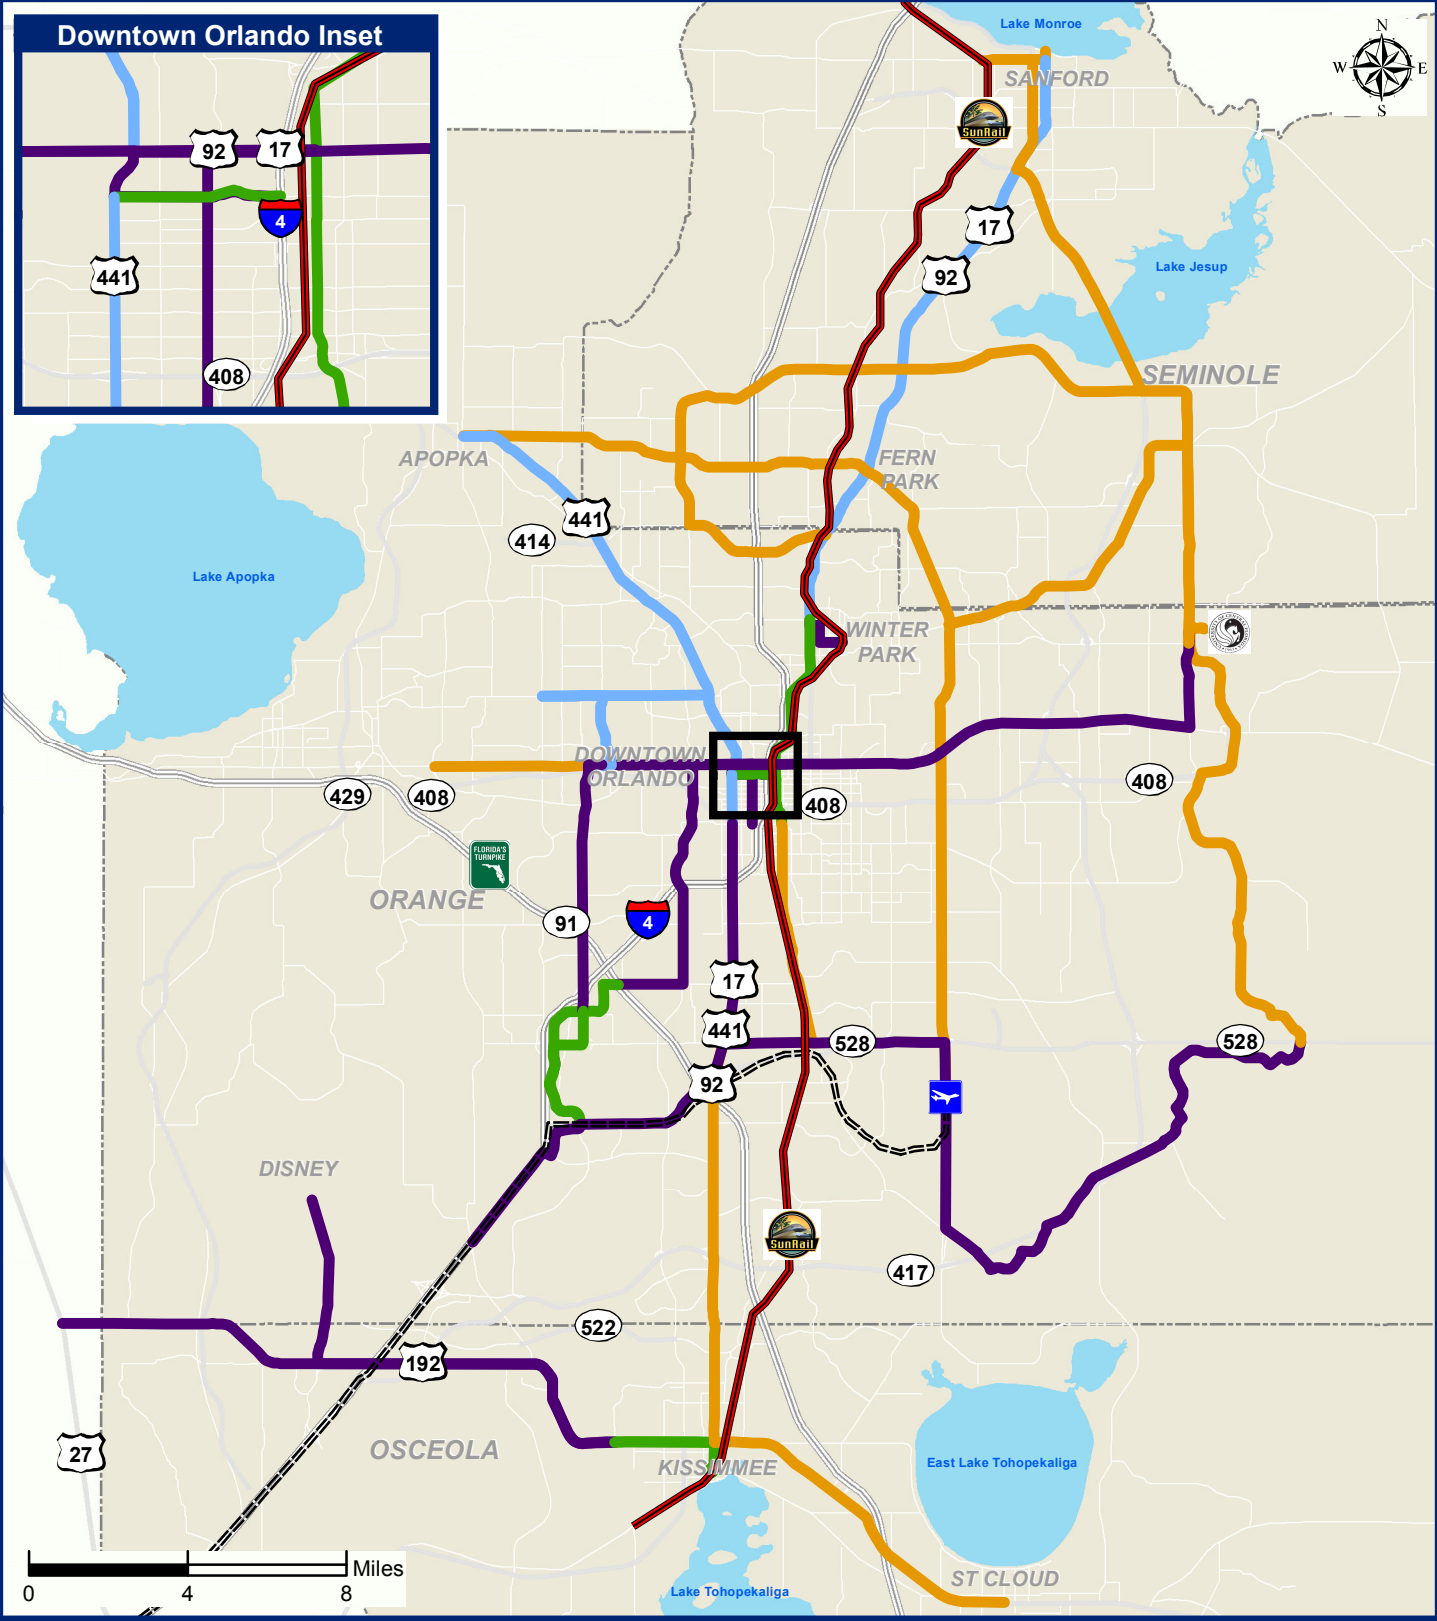 Downtown Orlando Inset
92
17
4
441
408
Lake Monroe
N
W
E
S
SANFORD
SunRail
17
92
Lake Jesup
SEMINOLE
APOPKA
FERN
PARK
441
414
Lake Apopka
WINTER
PARK
DOWNTOWN
ORLANDO
429
408
408
408
FLORIDA'S
TURNPIKE
ORANGE
91
4
17
441
528
528
92
DISNEY
SunRail
417
522
192
27
OSCEOLA
KISSIMMEE
East Lake Tohopekaliga
ST CLOUD
Lake Tohopekaliga
Miles
0
4
8